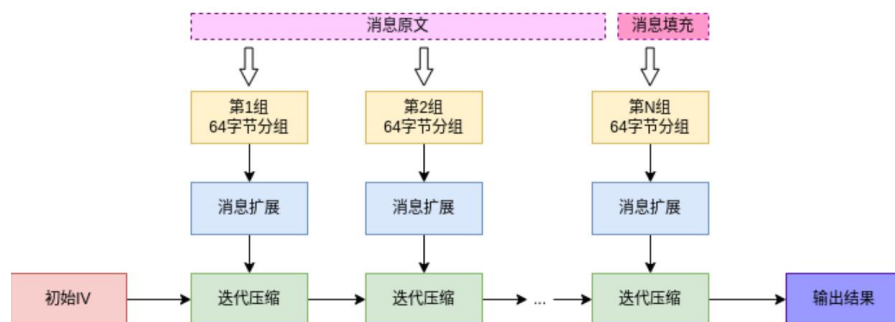 消息原文
消息填充
第1组
64字节分组
第2组
64字节分组
第N组
64字节分组
消息扩展
消息扩展
消息扩展
初始IV
迭代压缩
迭代压缩
...
迭代压缩
输出结果